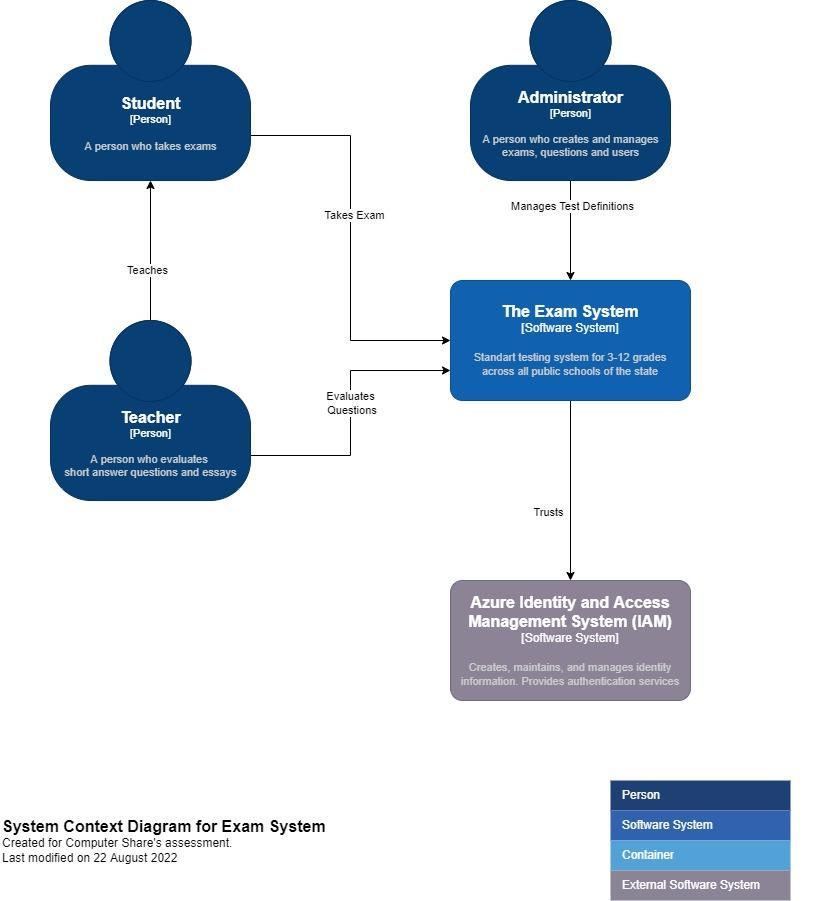 Student
[Person]
A person who takes exams
Administrator
[Person]
A person who creates and manages
exams, questions and users
Takes Exam
Manages Test Definitions
Teaches
The Exam System
[Software System]
Standart testing system for 3-12 grades
across all public schools of the state
Teacher
[Person]
A person who evaluates
short answer questions and essays
Evaluates
Questions
Trusts
Azure Identity and Access
Management System (IAM)
[Software System]
Creates, maintains, and manages identity
information. Provides authentication services
System Context Diagram for Exam System
Created for Computer Share's assessment.
Last modified on 22 August 2022
Person
Software System
Container
External Software System